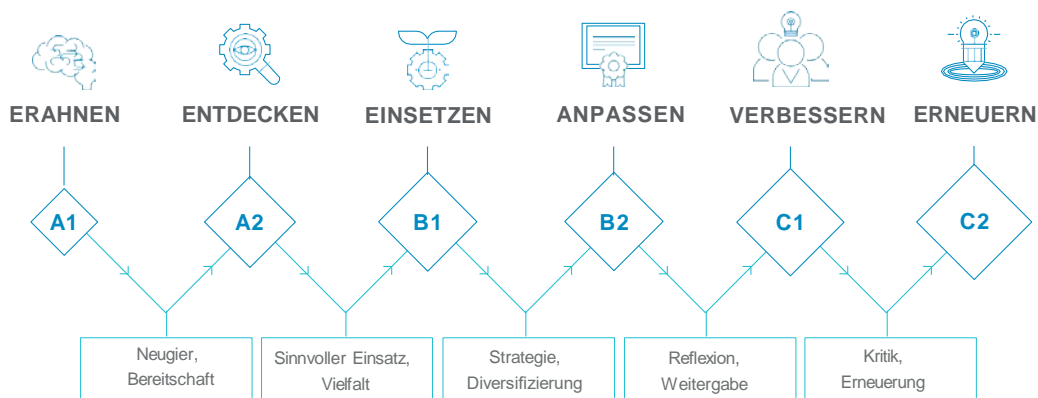 ERAHNEN
ENTDECKEN
EINSETZEN
ANPASSEN
VERBESSERN
ERNEUERN
A1
A2
B1
B2
C1
C2
Neugier,
Bereitschaft
Sinnvoller Einsatz,
Vielfalt
Strategie,
Diversifizierung
Reflexion,
Weitergabe
Kritik,
Erneuerung